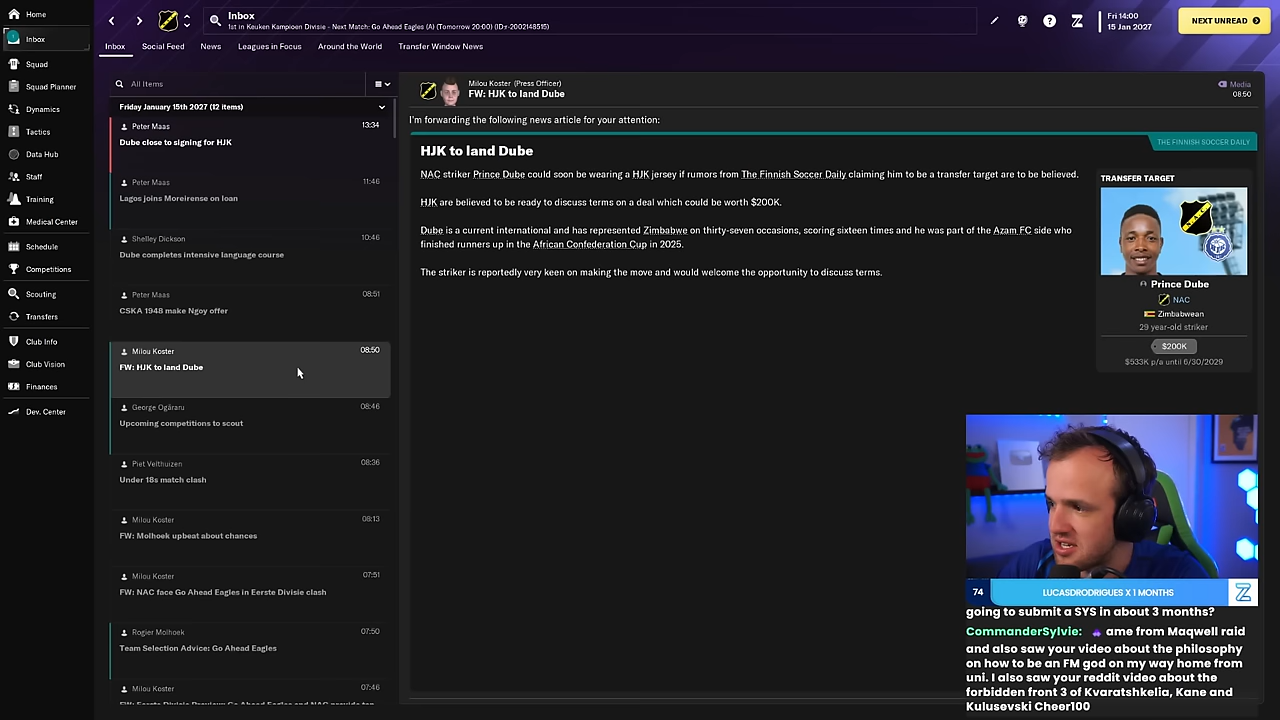 Home
Inbox
Squad
Squad Planner
Dynamics
Tactics
Data Hub
Staff
Training
Medical Center
Schedule
Competitions
Scouting
Transfers
Club Info
Club Vision
Finances
Dev. Center
Inbox
1st in Keuken Kampioen Divisie - Next Match: Go Ahead Eagles (A) (Tomorrow 20:00) (IDr-2002148515)
Fri 14:00
15 Jan 2027
NEXT UNREAD
Inbox
Social Feed
News
Leagues in Focus
Around the World
Transfer Window News
All Items
Friday January 15th 2027 (12 items)
Peter Maas 13:34
Dube close to signing for HJK
Peter Maas 11:46
Lagos joins Moreirense on loan
Shelley Dickson 10:46
Dube completes intensive language course
Peter Maas 08:51
CSKA 1948 make Ngoy offer
Milou Koster 08:50
FW: HJK to land Dube
George Ogăraru 08:46
Upcoming competitions to scout
Piet Velthuizen 08:36
Under 18s match clash
Milou Koster 08:13
FW: Molhoek upbeat about chances
Milou Koster 07:51
FW: NAC face Go Ahead Eagles in Eerste Divisie clash
Rogier Molhoek 07:50
Team Selection Advice: Go Ahead Eagles
Milou Koster 07:46
Milou Koster (Press Officer)
FW: HJK to land Dube
Media
08:50
I'm forwarding the following news article for your attention:
THE FINNISH SOCCER DAILY
HJK to land Dube
NAC striker Prince Dube could soon be wearing a HJK jersey if rumors from The Finnish Soccer Daily claiming him to be a transfer target are to be believed.
HJK are believed to be ready to discuss terms on a deal which could be worth $200K.
Dube is a current international and has represented Zimbabwe on thirty-seven occasions, scoring sixteen times and he was part of the Azam FC side who
finished runners up in the African Confederation Cup in 2025.
The striker is reportedly very keen on making the move and would welcome the opportunity to discuss terms.
TRANSFER TARGET
Prince Dube
NAC
Zimbabwean
29 year-old striker
$200K
$533K p/a until 6/30/2029
74 LUCASDRODRIGUES X 1 MONTHS
going to submit a SYS in about 3 months?
CommanderSylvie: ame from Maqwell raid
and also saw your video about the philosophy
on how to be an FM god on my way home from
uni. I also saw your reddit video about the
forbidden front 3 of Kvaratshkelia, Kane and
Kulusevski Cheer100